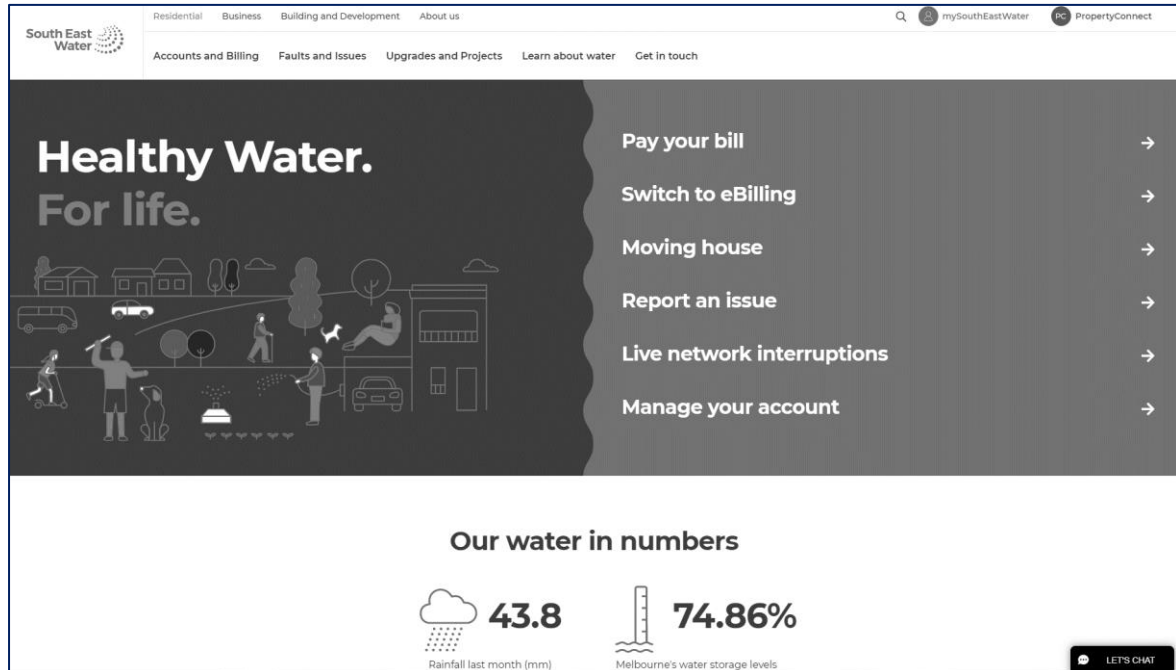 Residential Business Building and Development About us
mySouthEastWater
PC PropertyConnect
South East
Water
Accounts and Billing Faults and Issues Upgrades and Projects Learn about water Get in touch
Healthy Water.
For life.
Pay your bill
Switch to eBilling
Moving house
Report an issue
Live network interruptions
Manage your account
Our water in numbers
43.8
Rainfall last month (mm)
74.86%
Melbourne's water storage levels
LET'S CHAT